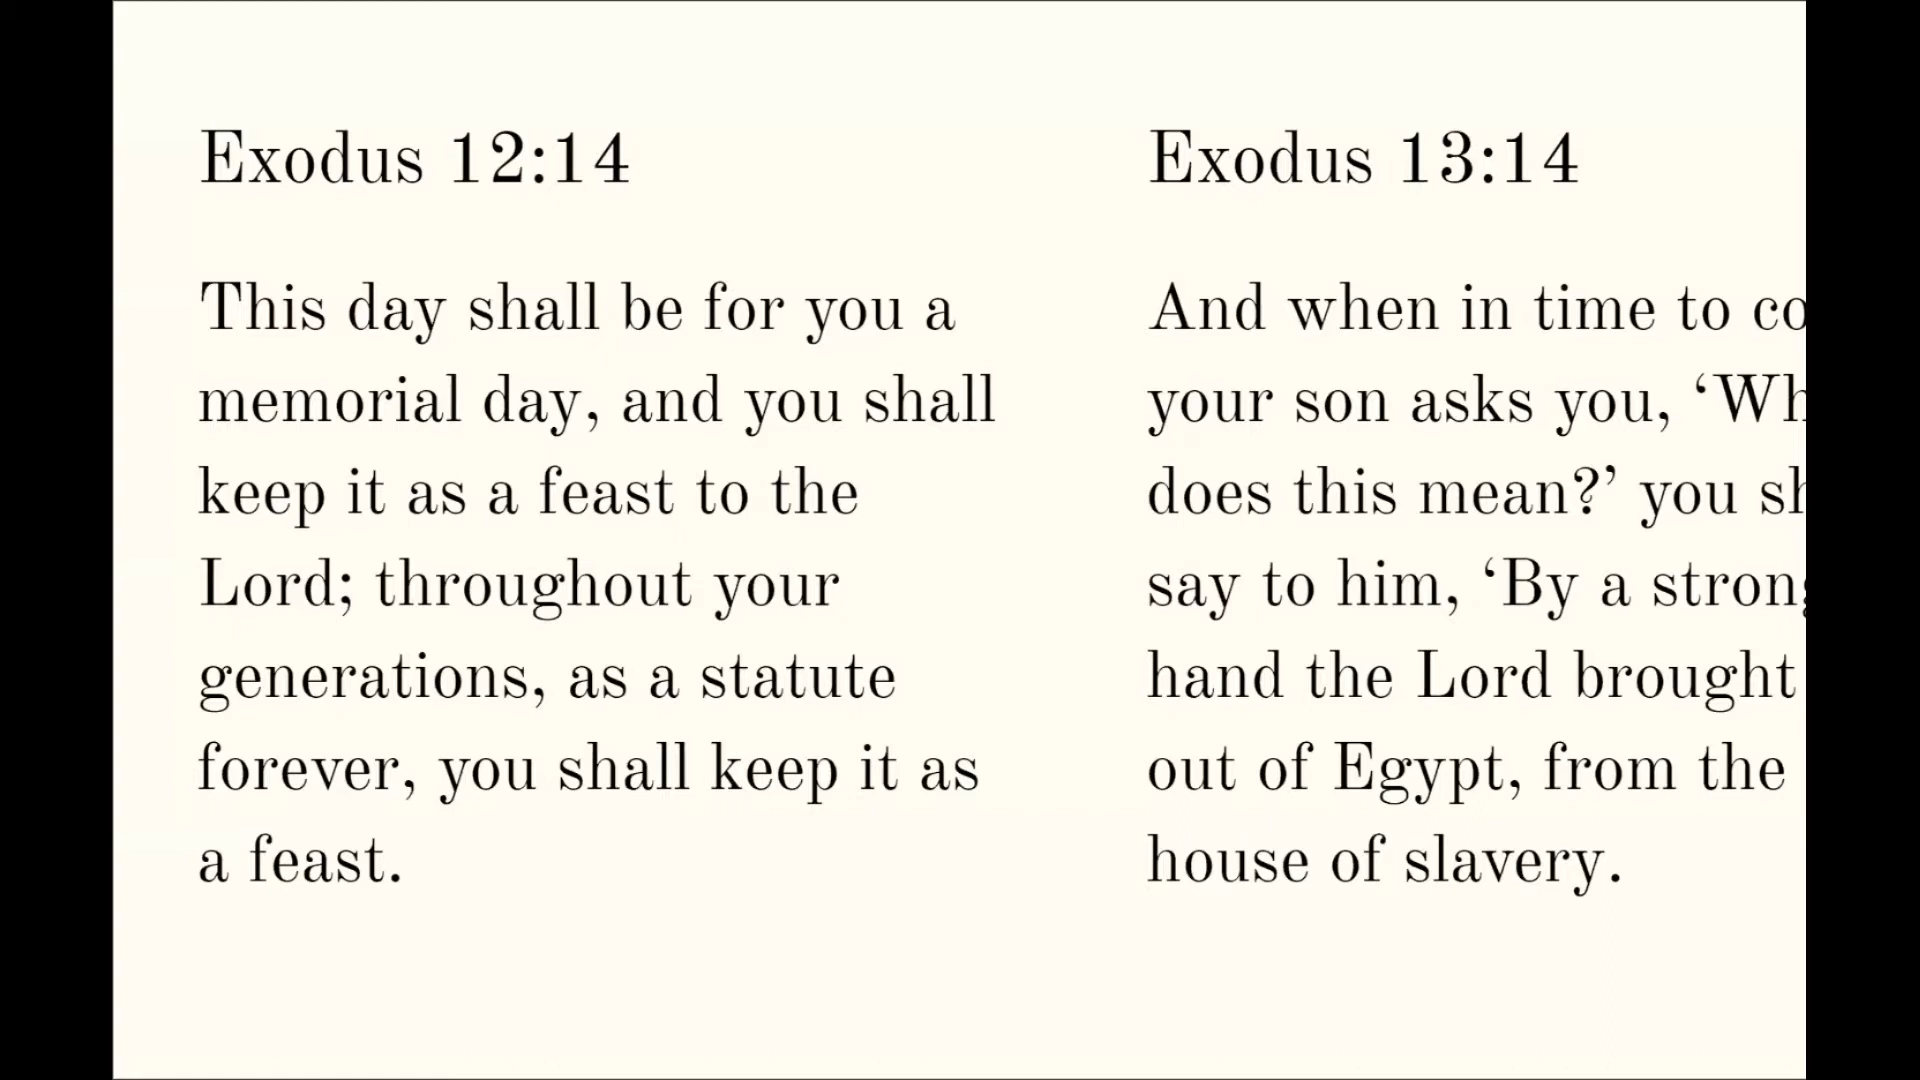 Exodus 12:14
This day shall be for you a
memorial day, and you shall
keep it as a feast to the
Lord; throughout your
generations, as a statute
forever, you shall keep it as
a feast.
Exodus 13:14
And when in time to
your son asks you,
does this mean?’ you
say to him, ‘By a
hand the Lord brought
out of Egypt, from the
house of slavery.